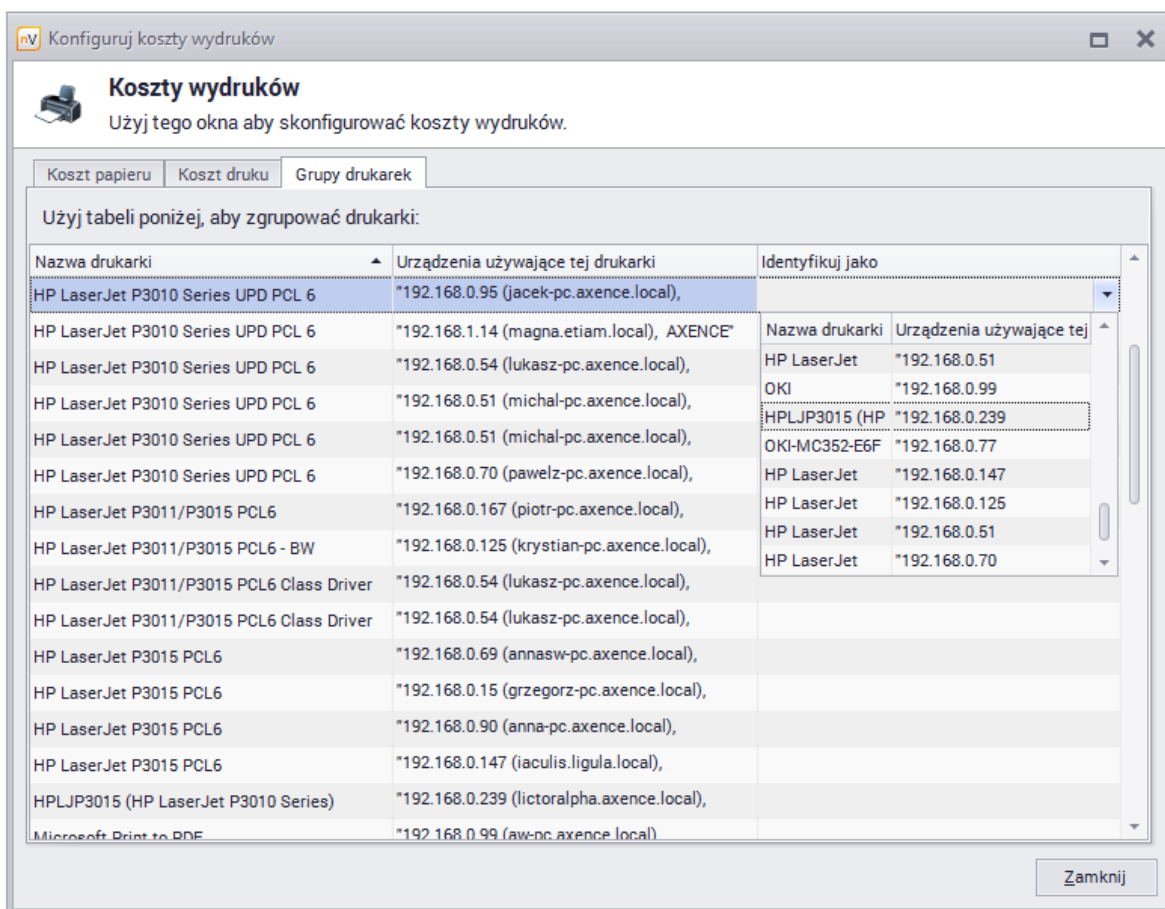 nV Konfiguruj koszty wydruków
Koszty wydruków
Użyj tego okna aby skonfigurować koszty wydruków.
Koszt papieru Koszt druku Grupy drukarek
Użyj tabeli poniżej, aby zgrupować drukarki:
Nazwa drukarki Urządzenia używające tej drukarki Identyfikuj jako
HP LaserJet P3010 Series UPD PCL 6 "192.168.0.95 (jacek-pc.axence.local),
HP LaserJet P3010 Series UPD PCL 6 "192.168.1.14 (magna.etiam.local), AXENCE"
HP LaserJet P3010 Series UPD PCL 6 "192.168.0.54 (lukasz-pc.axence.local),
HP LaserJet P3010 Series UPD PCL 6 "192.168.0.51 (michal-pc.axence.local),
HP LaserJet P3010 Series UPD PCL 6 "192.168.0.51 (michal-pc.axence.local),
HP LaserJet P3010 Series UPD PCL 6 "192.168.0.70 (pawelz-pc.axence.local),
HP LaserJet P3011/P3015 PCL6 "192.168.0.167 (piotr-pc.axence.local),
HP LaserJet P3011/P3015 PCL6 - BW "192.168.0.125 (krystian-pc.axence.local),
HP LaserJet P3011/P3015 PCL6 Class Driver "192.168.0.54 (lukasz-pc.axence.local),
HP LaserJet P3011/P3015 PCL6 Class Driver "192.168.0.54 (lukasz-pc.axence.local),
HP LaserJet P3015 PCL6 "192.168.0.69 (annasw-pc.axence.local),
HP LaserJet P3015 PCL6 "192.168.0.15 (grzegorz-pc.axence.local),
HP LaserJet P3015 PCL6 "192.168.0.90 (anna-pc.axence.local),
HP LaserJet P3015 PCL6 "192.168.0.147 (iaculis.ligula.local),
HPLJP3015 (HP LaserJet P3010 Series) "192.168.0.239 (lictoralpha.axence.local),
Microsoft Print to PDF "192.168.0.99 (aw-pc.axence.local)
Nazwa drukarki Urządzenia używające tej
HP LaserJet "192.168.0.51
OKI "192.168.0.99
HPLJP3015 (HP "192.168.0.239
OKI-MC352-E6F "192.168.0.77
HP LaserJet "192.168.0.147
HP LaserJet "192.168.0.125
HP LaserJet "192.168.0.51
HP LaserJet "192.168.0.70
Zamknij